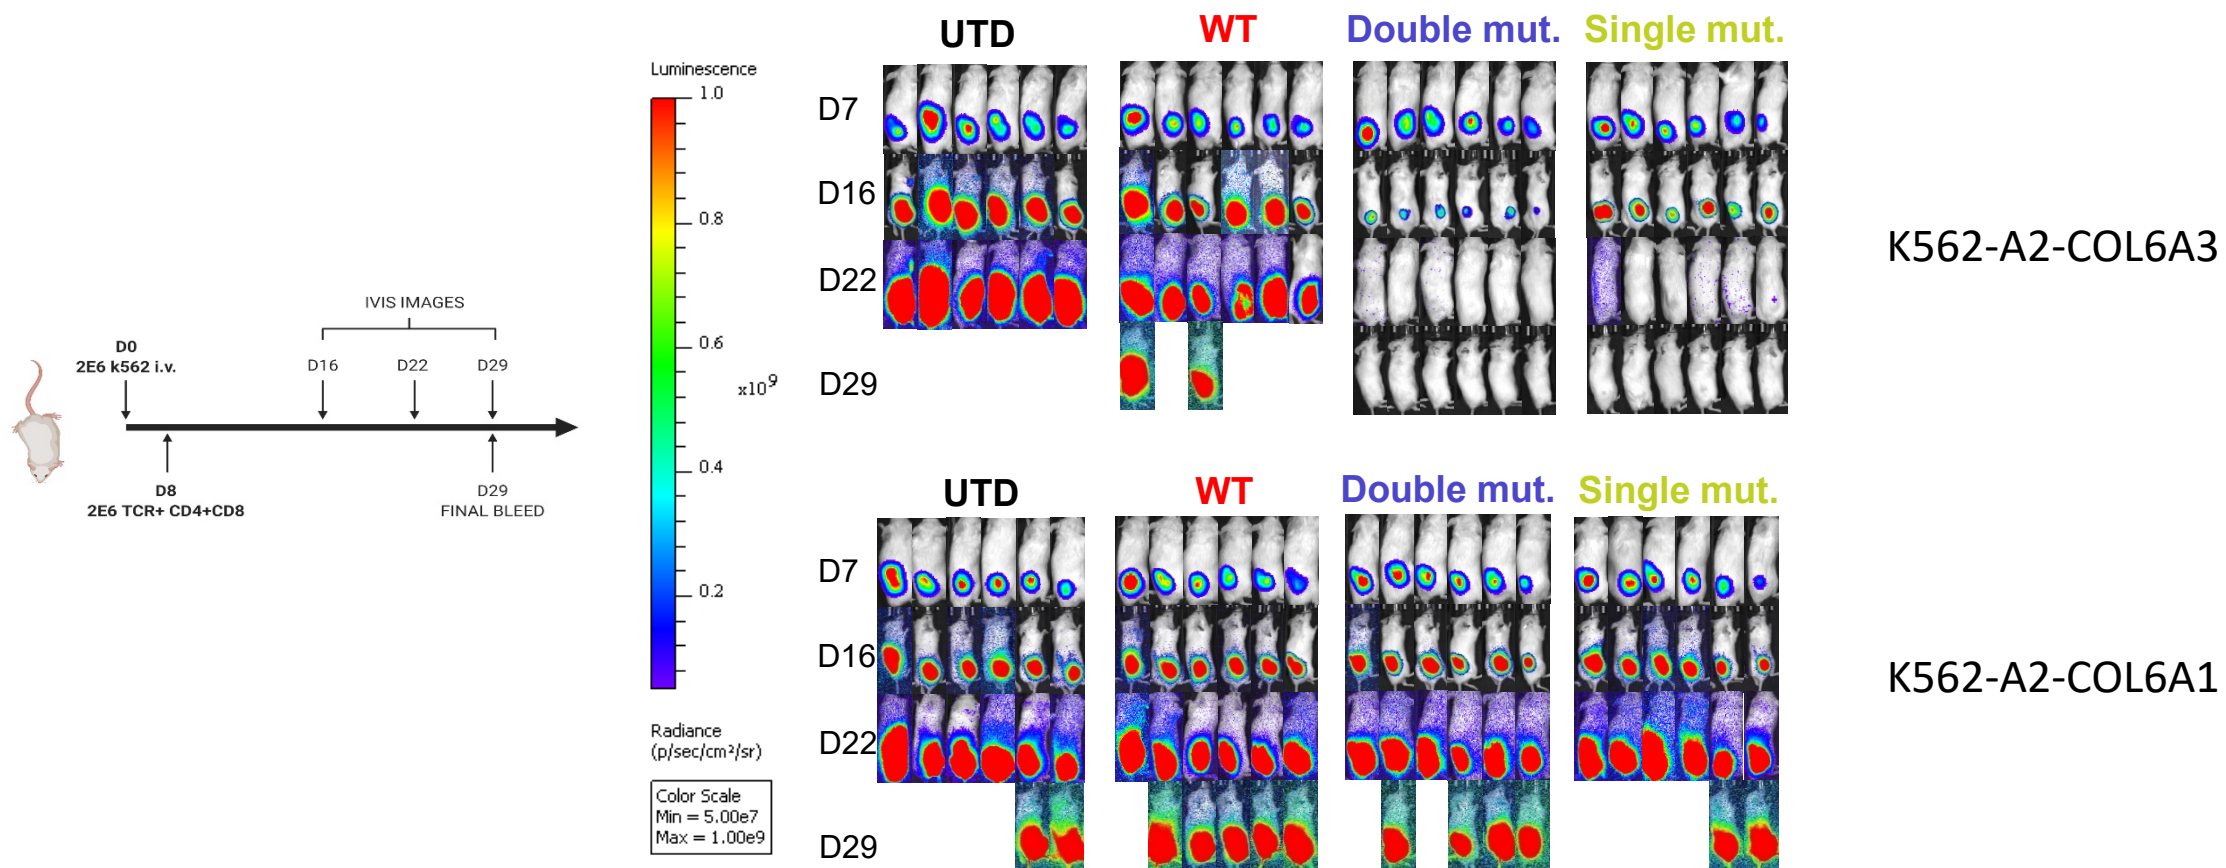 IVIS IMAGES
D0
2E6 k562 i.v.
D16
D22
D29
D8
2E6 TCR+ CD4+CD8
D29
FINAL BLEED
Luminescence
1.0
0.8
0.6
x10⁹
0.4
0.2
Radiance
(p/sec/cm²/sr)
Color Scale
Min = 5.00e7
Max = 1.00e9
UTD
WT
Double mut.
Single mut.
D7
D16
D22
D29
K562-A2-COL6A3
UTD
WT
Double mut.
Single mut.
D7
D16
D22
D29
K562-A2-COL6A1